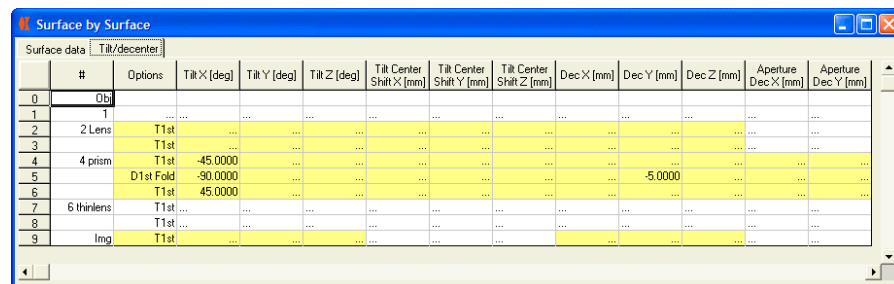 Surface by Surface
Surface data Tilt/decenter
# Options Tilt X [deg] Tilt Y [deg] Tilt Z [deg] Tilt Center Shift X [mm] Tilt Center Shift Y [mm] Tilt Center Shift Z [mm] Dec X [mm] Dec Y [mm] Dec Z [mm] Aperture Dec X [mm] Aperture Dec Y [mm]
0 Obj
1 1 ... ... ... ... ... ... ... ... ... ... ... ...
2 2 Lens T1st ... ... ... ... ... ... ... ... ... ... ...
3 T1st ... ... ... ... ... ... ... ... ... ... ...
4 4 prism T1st -45.0000 ... ... ... ... ... ... ... ... ... ...
5 D1st Fold -90.0000 ... ... ... ... ... ... -5.0000 ... ... ...
6 T1st 45.0000 ... ... ... ... ... ... ... ... ... ...
7 6 thinlens T1st ... ... ... ... ... ... ... ... ... ... ...
8 T1st ... ... ... ... ... ... ... ... ... ... ...
9 Img T1st ... ... ... ... ... ... ... ... ... ... ...